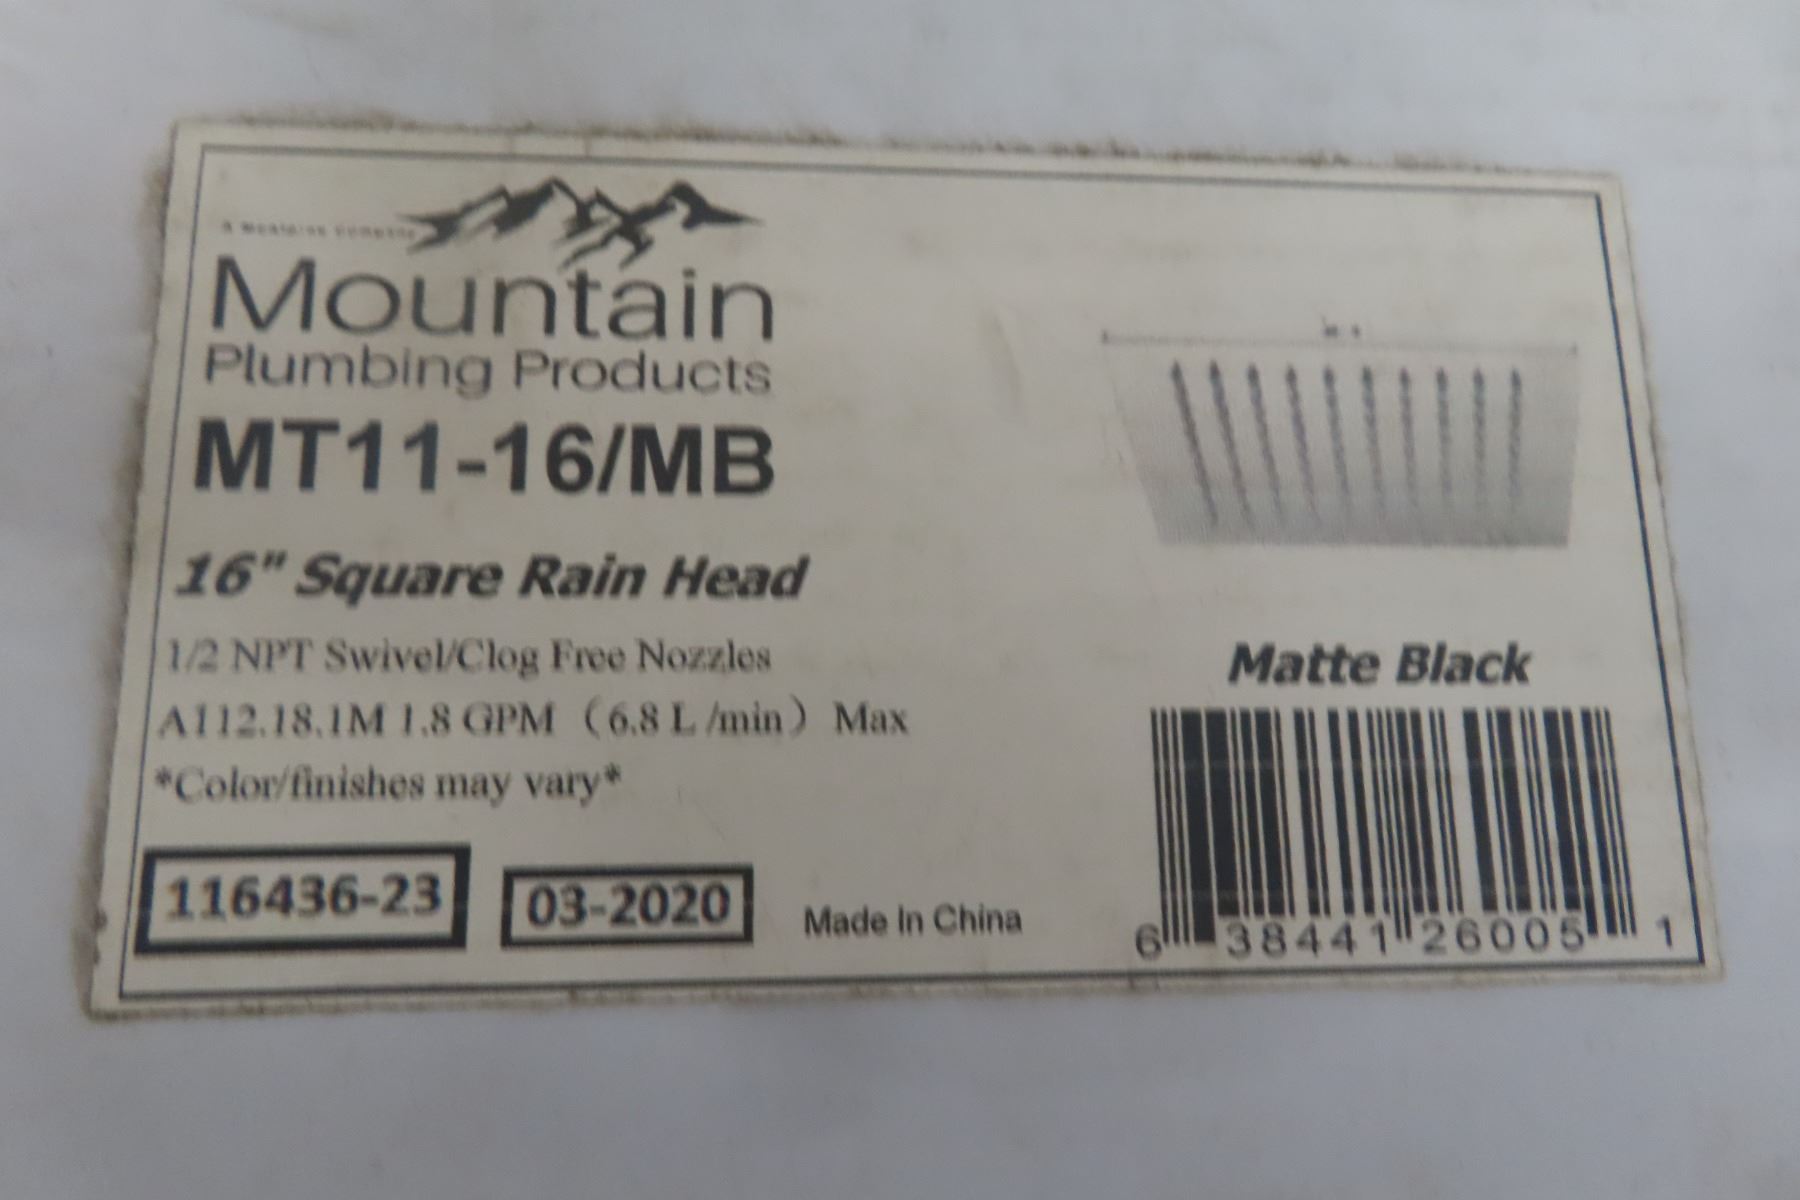 Mountain
Plumbing Products
MT11-16/MB
16" Square Rain Head
1/2 NPT Swivel/Clog Free Nozzles
A112.18.1M 1.8 GPM (6.8 L /min) Max
*Color/finishes may vary*
116436-23
03-2020
Made In China
Matte Black
6 38441 26005 1